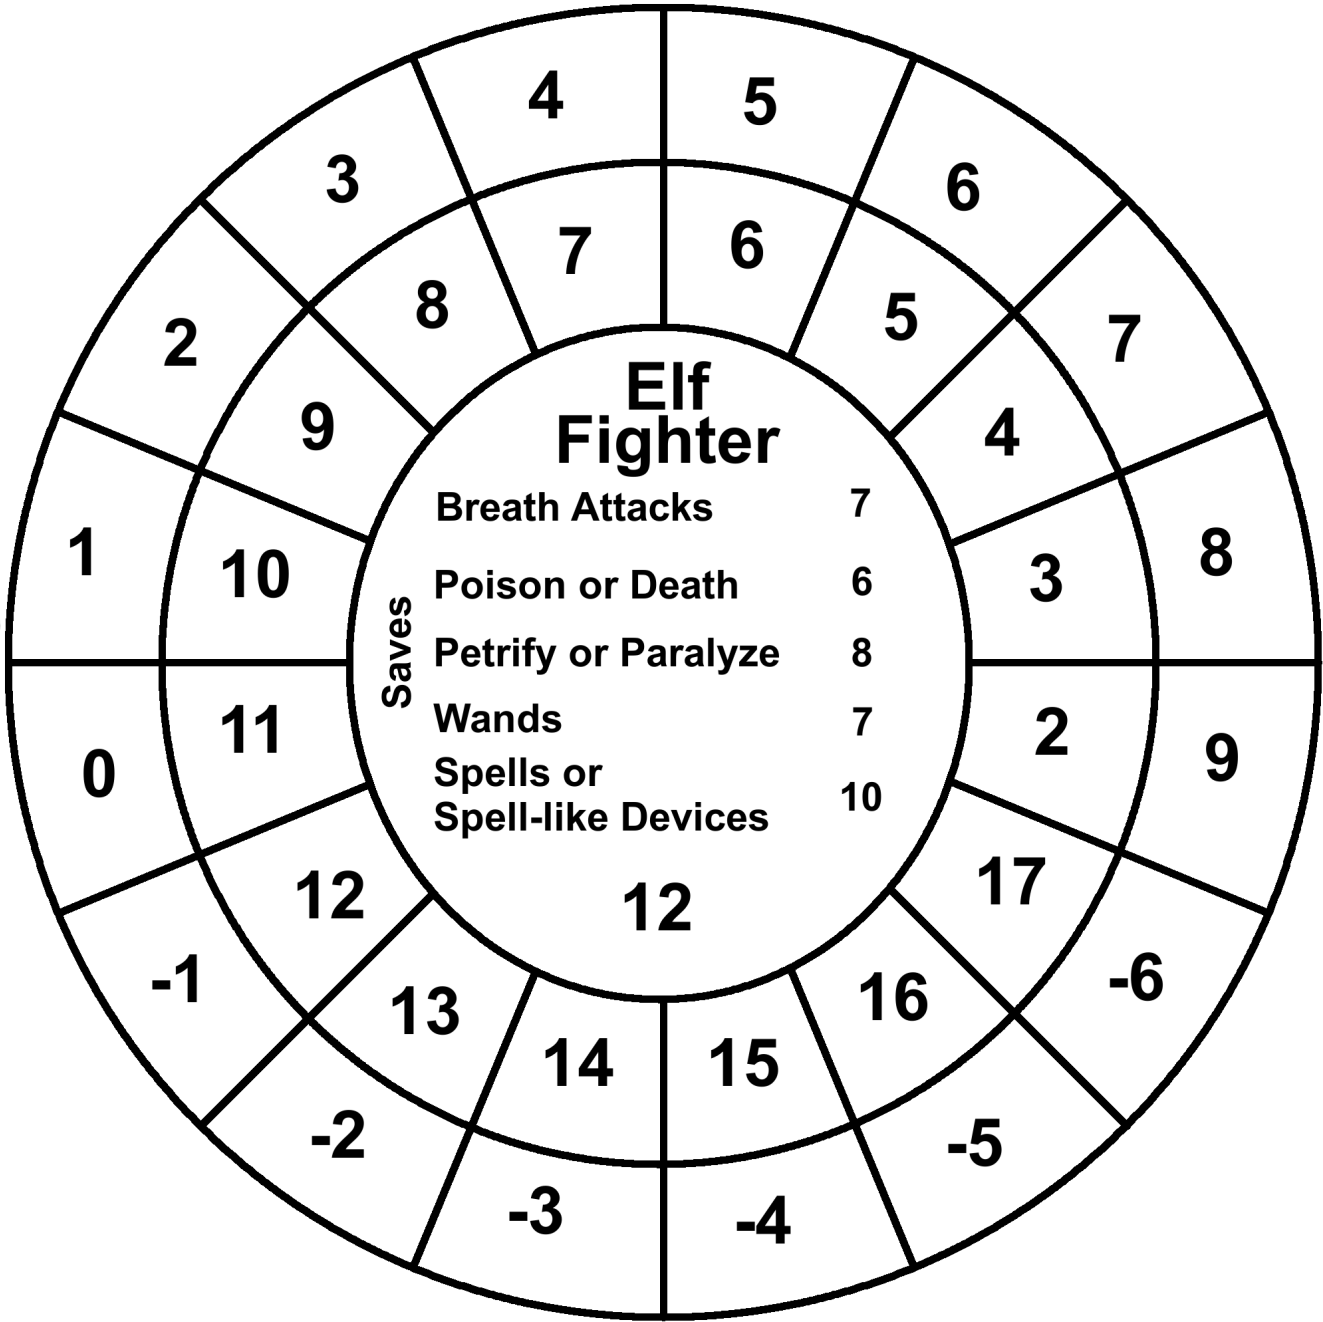 4 5
3 6
7 6
8 5
2 7
9 4
Elf
Fighter
Breath Attacks 7
1 10 3 8
Poison or Death 6
Saves
Petrify or Paralyze 8
Wands 7
0 11 2 9
Spells or
Spell-like Devices 10
12 17
12
-1 -6
13 16
14 15
-2 -5
-3 -4